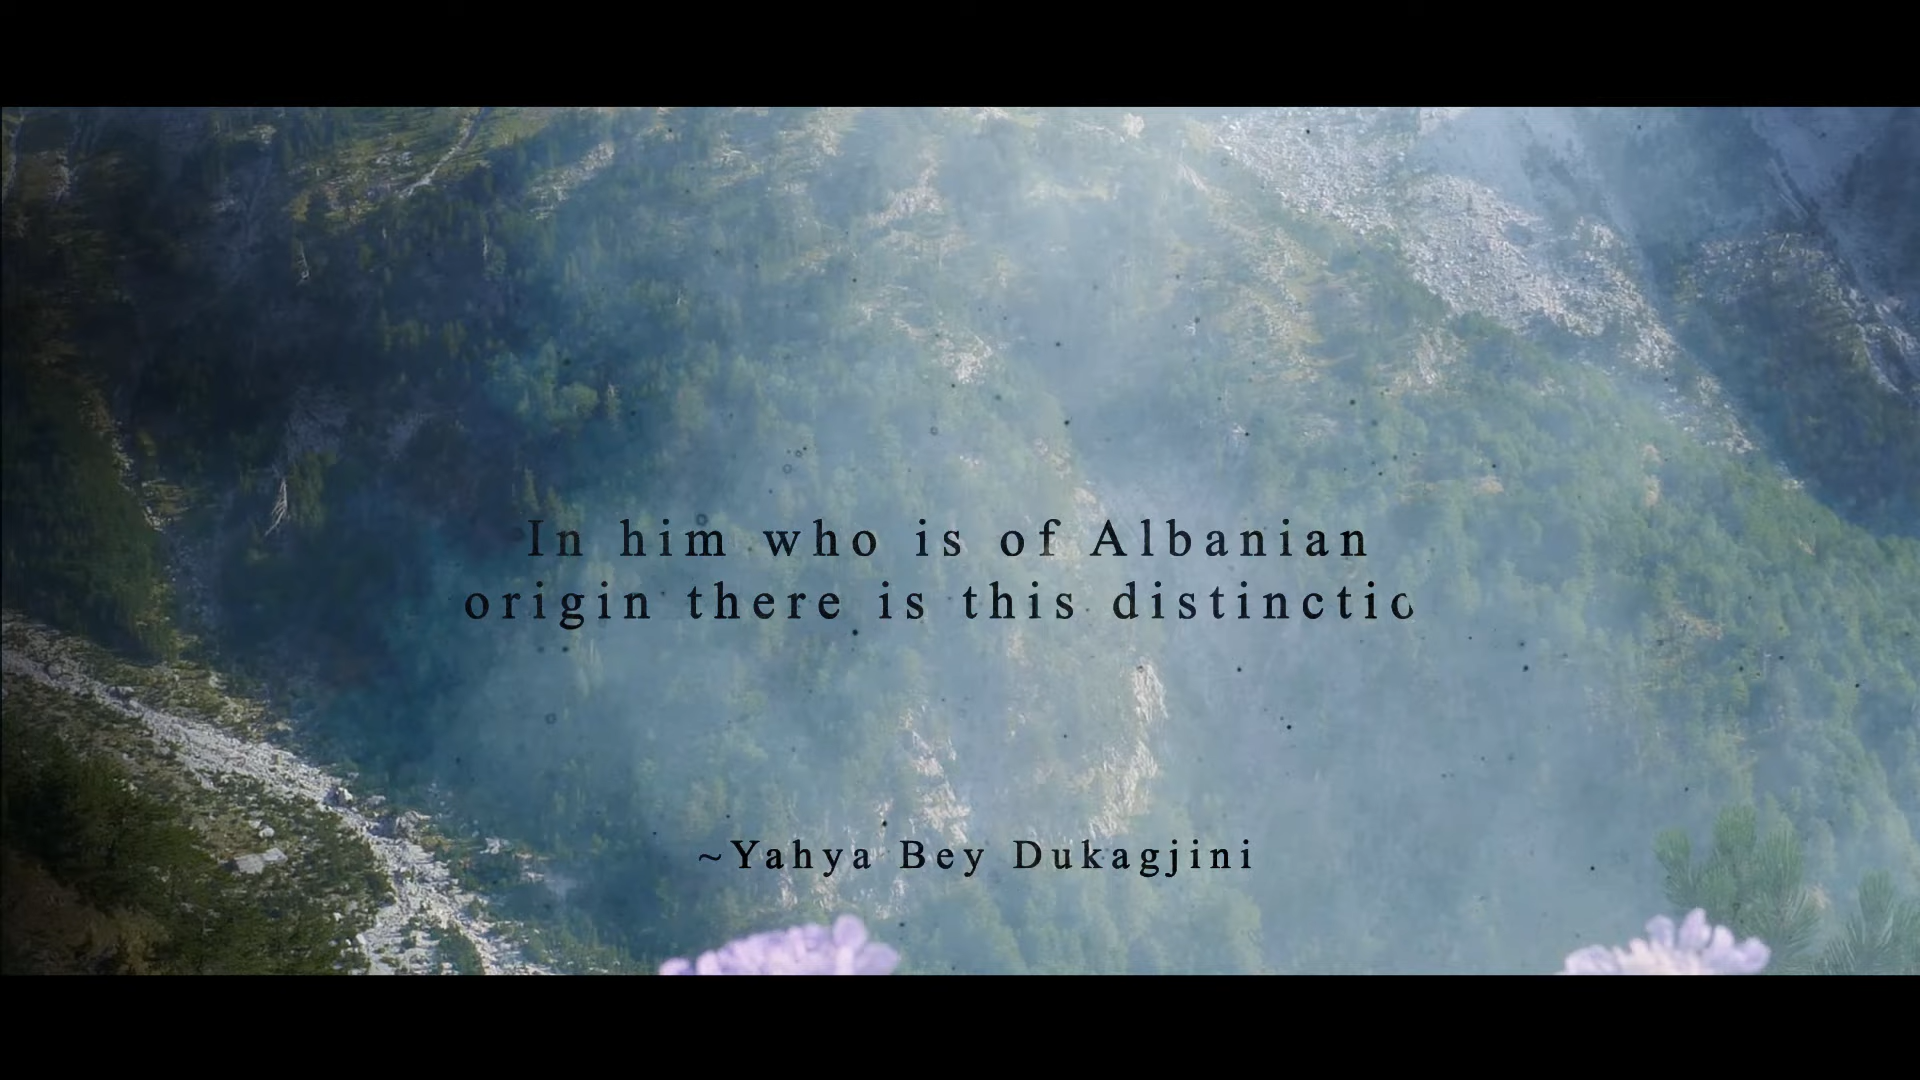 In him who is of Albanian
origin there is this distinctio
~Yahya Bey Dukagjini